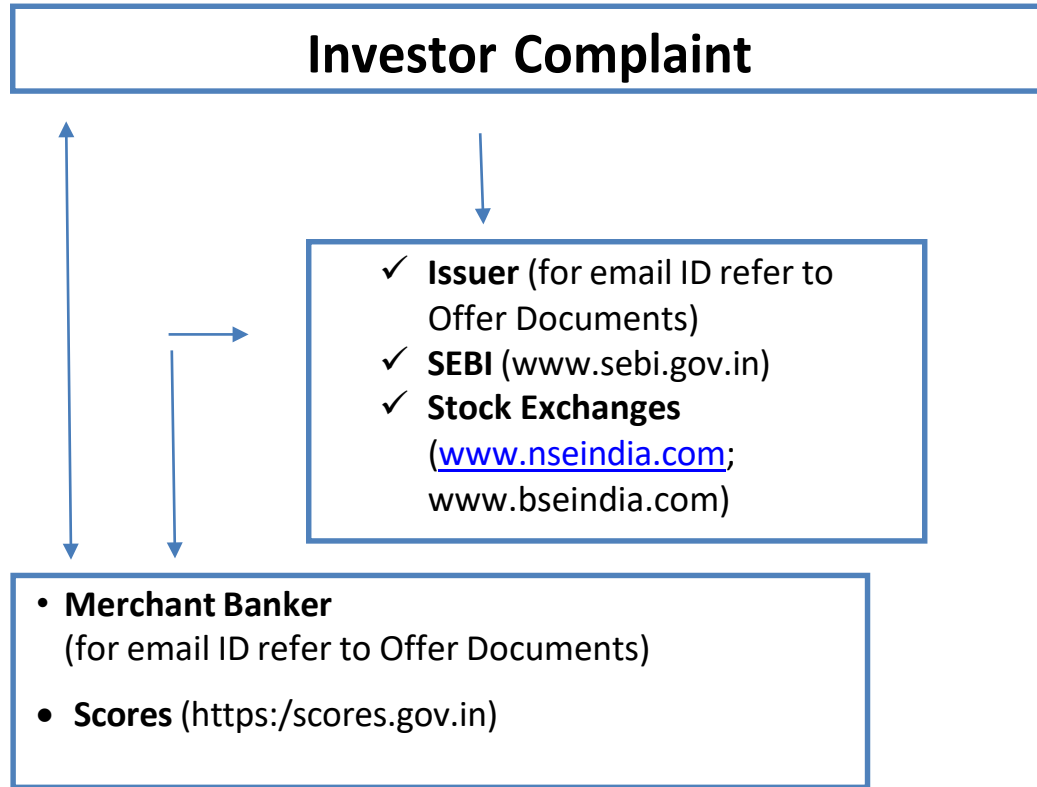 Investor Complaint
✓ Issuer (for email ID refer to
Offer Documents)
✓ SEBI (www.sebi.gov.in)
✓ Stock Exchanges
(www.nseindia.com;
www.bseindia.com)
• Merchant Banker
(for email ID refer to Offer Documents)
• Scores (https:/scores.gov.in)